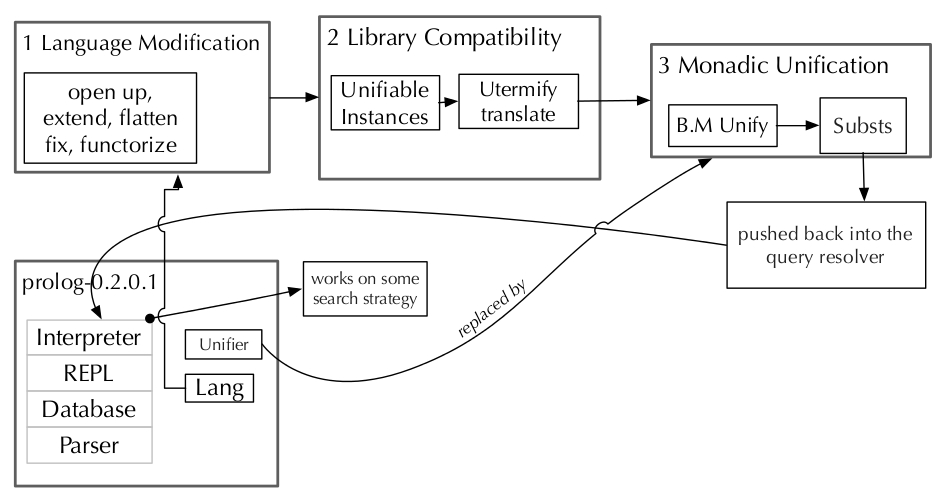 1 Language Modification
open up,
extend, flatten
fix, functorize
2 Library Compatibility
Unifiable
Instances
Utermify
translate
3 Monadic Unification
B.M Unify
Substs
pushed back into the
query resolver
prolog-0.2.0.1
works on some
search strategy
replaced by
Interpreter
REPL
Database
Parser
Unifier
Lang